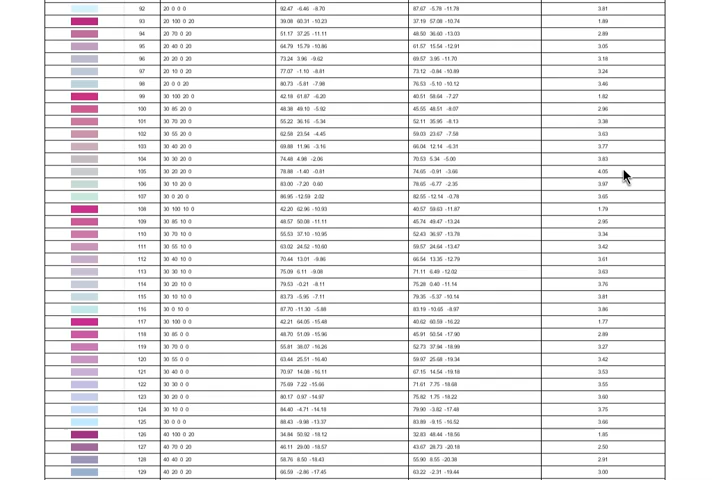 92 20 0 0 0 92.47 -6.46 -8.70 87.67 -5.78 -11.78 3.81
93 20 100 0 20 39.08 60.31 -10.23 37.19 57.08 -10.74 1.89
94 20 70 0 20 51.17 37.25 -11.11 48.50 36.60 -13.03 2.89
95 20 40 0 20 64.79 15.79 -10.86 61.57 15.54 -12.91 3.05
96 20 20 0 20 73.24 3.96 -9.62 69.57 3.95 -11.70 3.18
97 20 10 0 20 77.07 -1.10 -8.81 73.12 -0.84 -10.89 3.24
98 20 0 0 20 80.73 -5.81 -7.98 76.53 -5.10 -10.12 3.46
99 30 100 20 0 42.18 61.87 -6.20 40.51 58.64 -7.27 1.82
100 30 85 20 0 48.38 49.10 -5.92 45.55 48.51 -8.07 2.96
101 30 70 20 0 55.22 36.16 -5.34 52.11 35.95 -8.13 3.38
102 30 55 20 0 62.58 23.54 -4.45 59.03 23.67 -7.58 3.63
103 30 40 20 0 69.88 11.96 -3.16 66.04 12.14 -6.31 3.77
104 30 30 20 0 74.48 4.98 -2.06 70.53 5.34 -5.00 3.83
105 30 20 20 0 78.88 -1.40 -0.81 74.65 -0.91 -3.66 4.05
106 30 10 20 0 83.00 -7.20 0.60 78.65 -6.77 -2.35 3.97
107 30 0 20 0 86.95 -12.59 2.02 82.55 -12.14 -0.78 3.65
108 30 100 10 0 42.20 62.96 -10.93 40.57 59.63 -11.87 1.79
109 30 85 10 0 48.57 50.08 -11.11 45.74 49.47 -13.24 2.95
110 30 70 10 0 55.53 37.10 -10.95 52.43 36.97 -13.78 3.34
111 30 55 10 0 63.02 24.52 -10.60 59.57 24.64 -13.47 3.42
112 30 40 10 0 70.44 13.01 -9.86 66.54 13.35 -12.79 3.61
113 30 30 10 0 75.09 6.11 -9.08 71.11 6.49 -12.02 3.63
114 30 20 10 0 79.53 -0.21 -8.11 75.28 0.40 -11.14 3.76
115 30 10 10 0 83.73 -5.95 -7.11 79.35 -5.37 -10.14 3.81
116 30 0 10 0 87.70 -11.30 -5.88 83.19 -10.65 -8.97 3.86
117 30 100 0 0 42.21 64.05 -15.48 40.62 60.59 -16.22 1.77
118 30 85 0 0 48.70 51.09 -15.96 45.91 50.54 -17.90 2.89
119 30 70 0 0 55.81 38.07 -16.26 52.73 37.94 -18.99 3.27
120 30 55 0 0 63.44 25.51 -16.40 59.97 25.68 -19.34 3.42
121 30 40 0 0 70.97 14.08 -16.11 67.15 14.54 -19.18 3.53
122 30 30 0 0 75.69 7.22 -15.66 71.61 7.75 -18.68 3.55
123 30 20 0 0 80.17 0.97 -14.97 75.82 1.75 -18.22 3.60
124 30 10 0 0 84.40 -4.71 -14.19 79.90 -3.82 -17.48 3.75
125 30 0 0 0 88.43 -9.98 -13.37 83.89 -9.15 -16.52 3.66
126 40 100 0 20 34.84 50.92 -18.12 32.83 48.44 -18.56 1.85
127 40 70 0 20 46.11 29.00 -18.57 43.67 28.73 -20.18 2.50
128 40 40 0 20 58.76 8.50 -18.43 55.90 8.55 -20.38 2.91
129 40 20 0 20 66.59 -2.86 -17.45 63.22 -2.31 -19.44 3.00